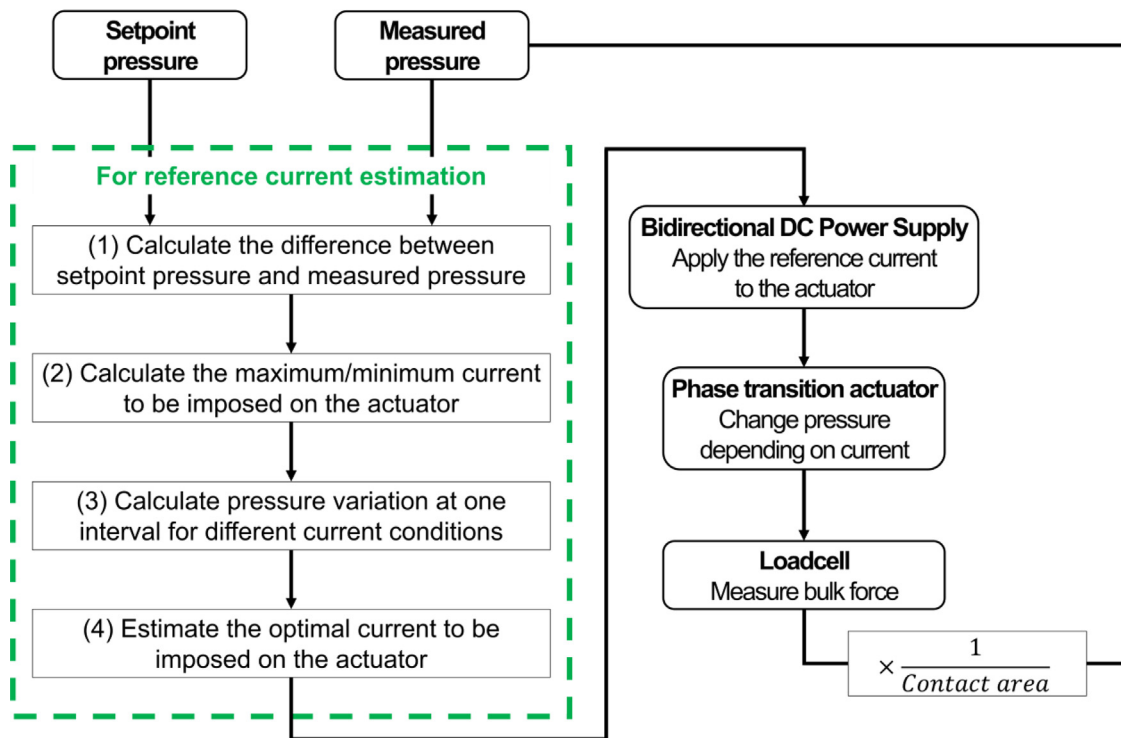 Setpoint
pressure
Measured
pressure
For reference current estimation
(1) Calculate the difference between
setpoint pressure and measured pressure
(2) Calculate the maximum/minimum current
to be imposed on the actuator
(3) Calculate pressure variation at one
interval for different current conditions
(4) Estimate the optimal current to be
imposed on the actuator
Bidirectional DC Power Supply
Apply the reference current
to the actuator
Phase transition actuator
Change pressure
depending on current
Loadcell
Measure bulk force
1
×
Contact area